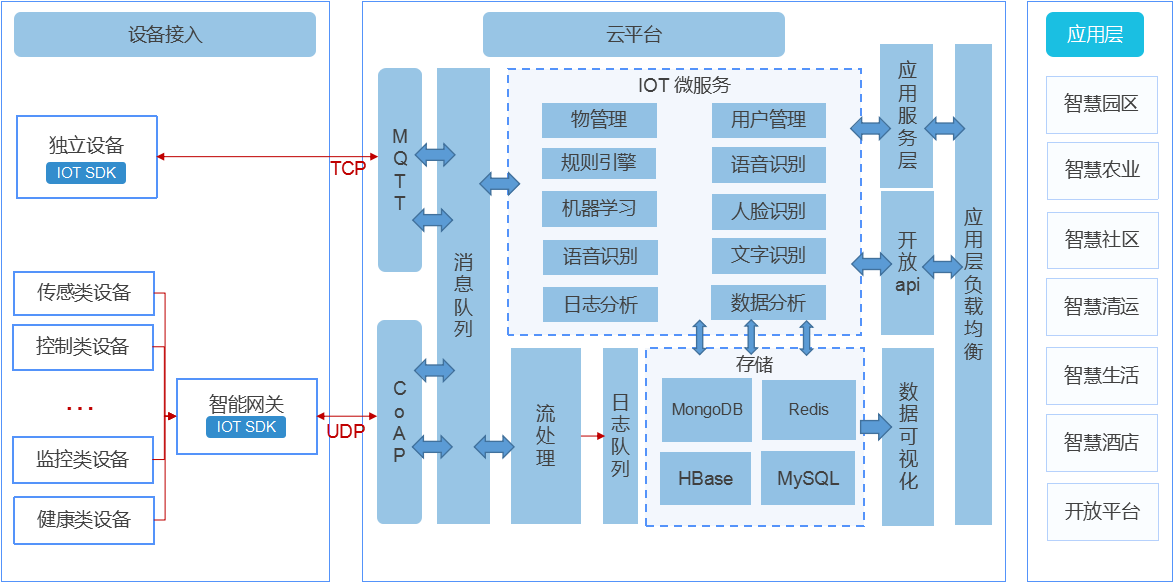 设备接入
独立设备
IOT SDK
TCP
传感类设备
控制类设备
...
监控类设备
健康类设备
智能网关
IOT SDK
UDP
云平台
MQTT
CoAP
消息队列
IOT 微服务
物管理
用户管理
规则引擎
语音识别
机器学习
人脸识别
语音识别
文字识别
日志分析
数据分析
流处理
日志队列
存储
MongoDB
Redis
HBase
MySQL
应用服务层
开放api
数据可视化
应用层负载均衡
应用层
智慧园区
智慧农业
智慧社区
智慧清运
智慧生活
智慧酒店
开放平台